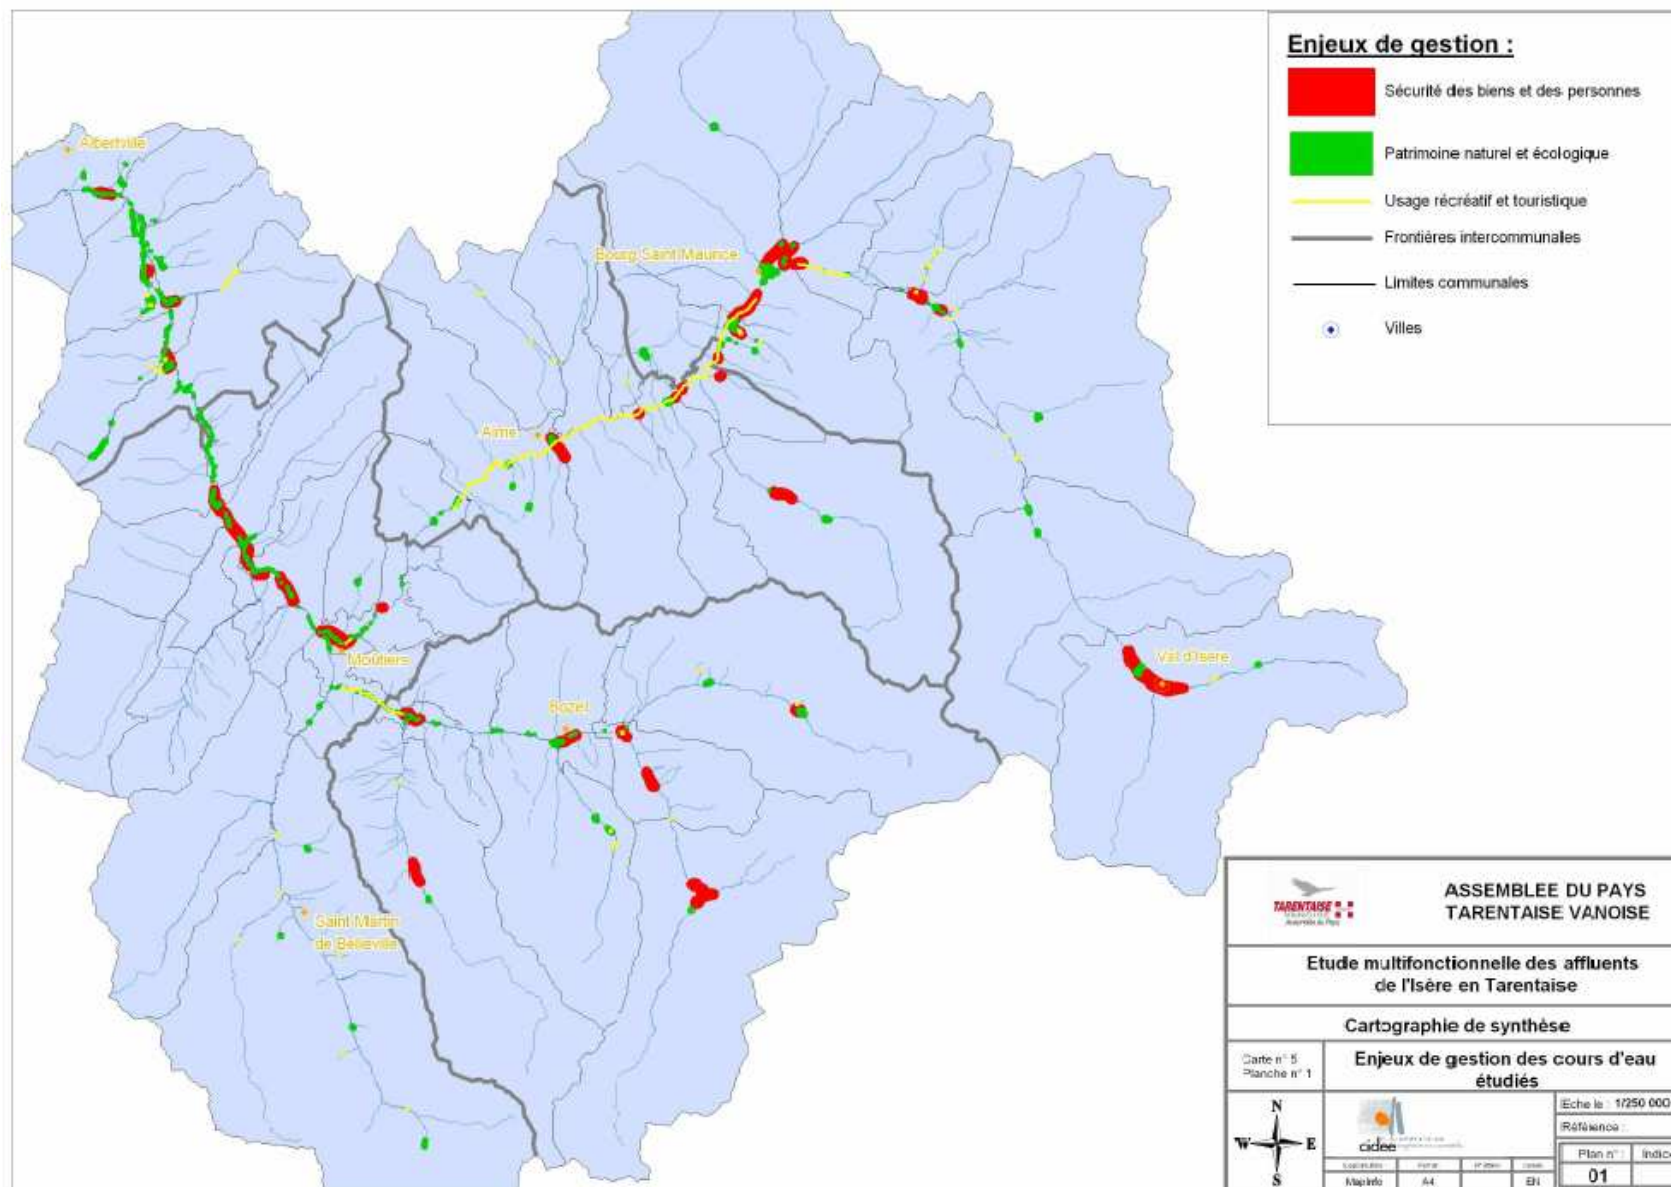 Enjeux de gestion :
Sécurité des biens et des personnes
Patrimoine naturel et écologique
Usage récréatif et touristique
Frontières intercommunales
Limites communales
Villes
Albertville
Bourg Saint Maurice
Aime
Moûtiers
Val d'Isère
Bozel
Saint Martin
de Belleville
TARENTAISE
ASSEMBLEE DU PAYS
TARENTAISE VANOISE
Etude multifonctionnelle des affluents
de l'Isère en Tarentaise
Cartographie de synthèse
Carte n° 5
Planche n° 1
Enjeux de gestion des cours d'eau
étudiés
N
W E
S
cidee
Echelle : 1/250 000
Référence :
Plan n° : Indice
01
MapInfo A4 EN